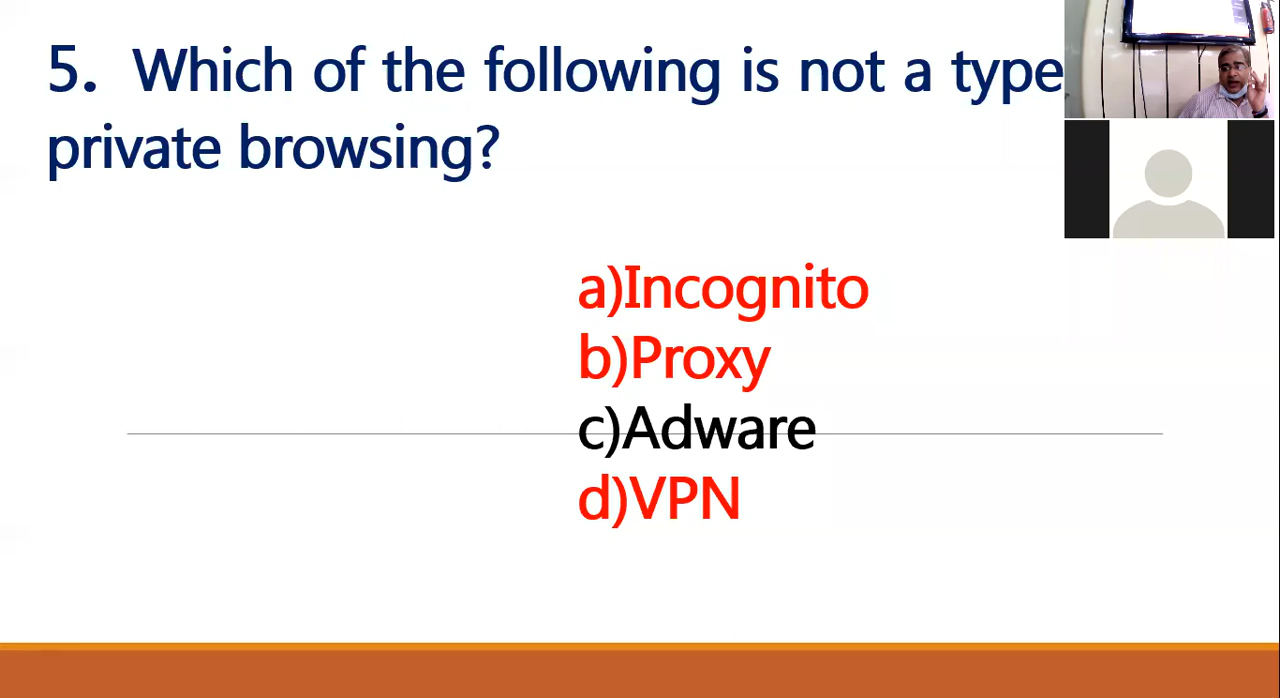 5. Which of the following is not a type
private browsing?
a)Incognito
b)Proxy
c)Adware
d)VPN